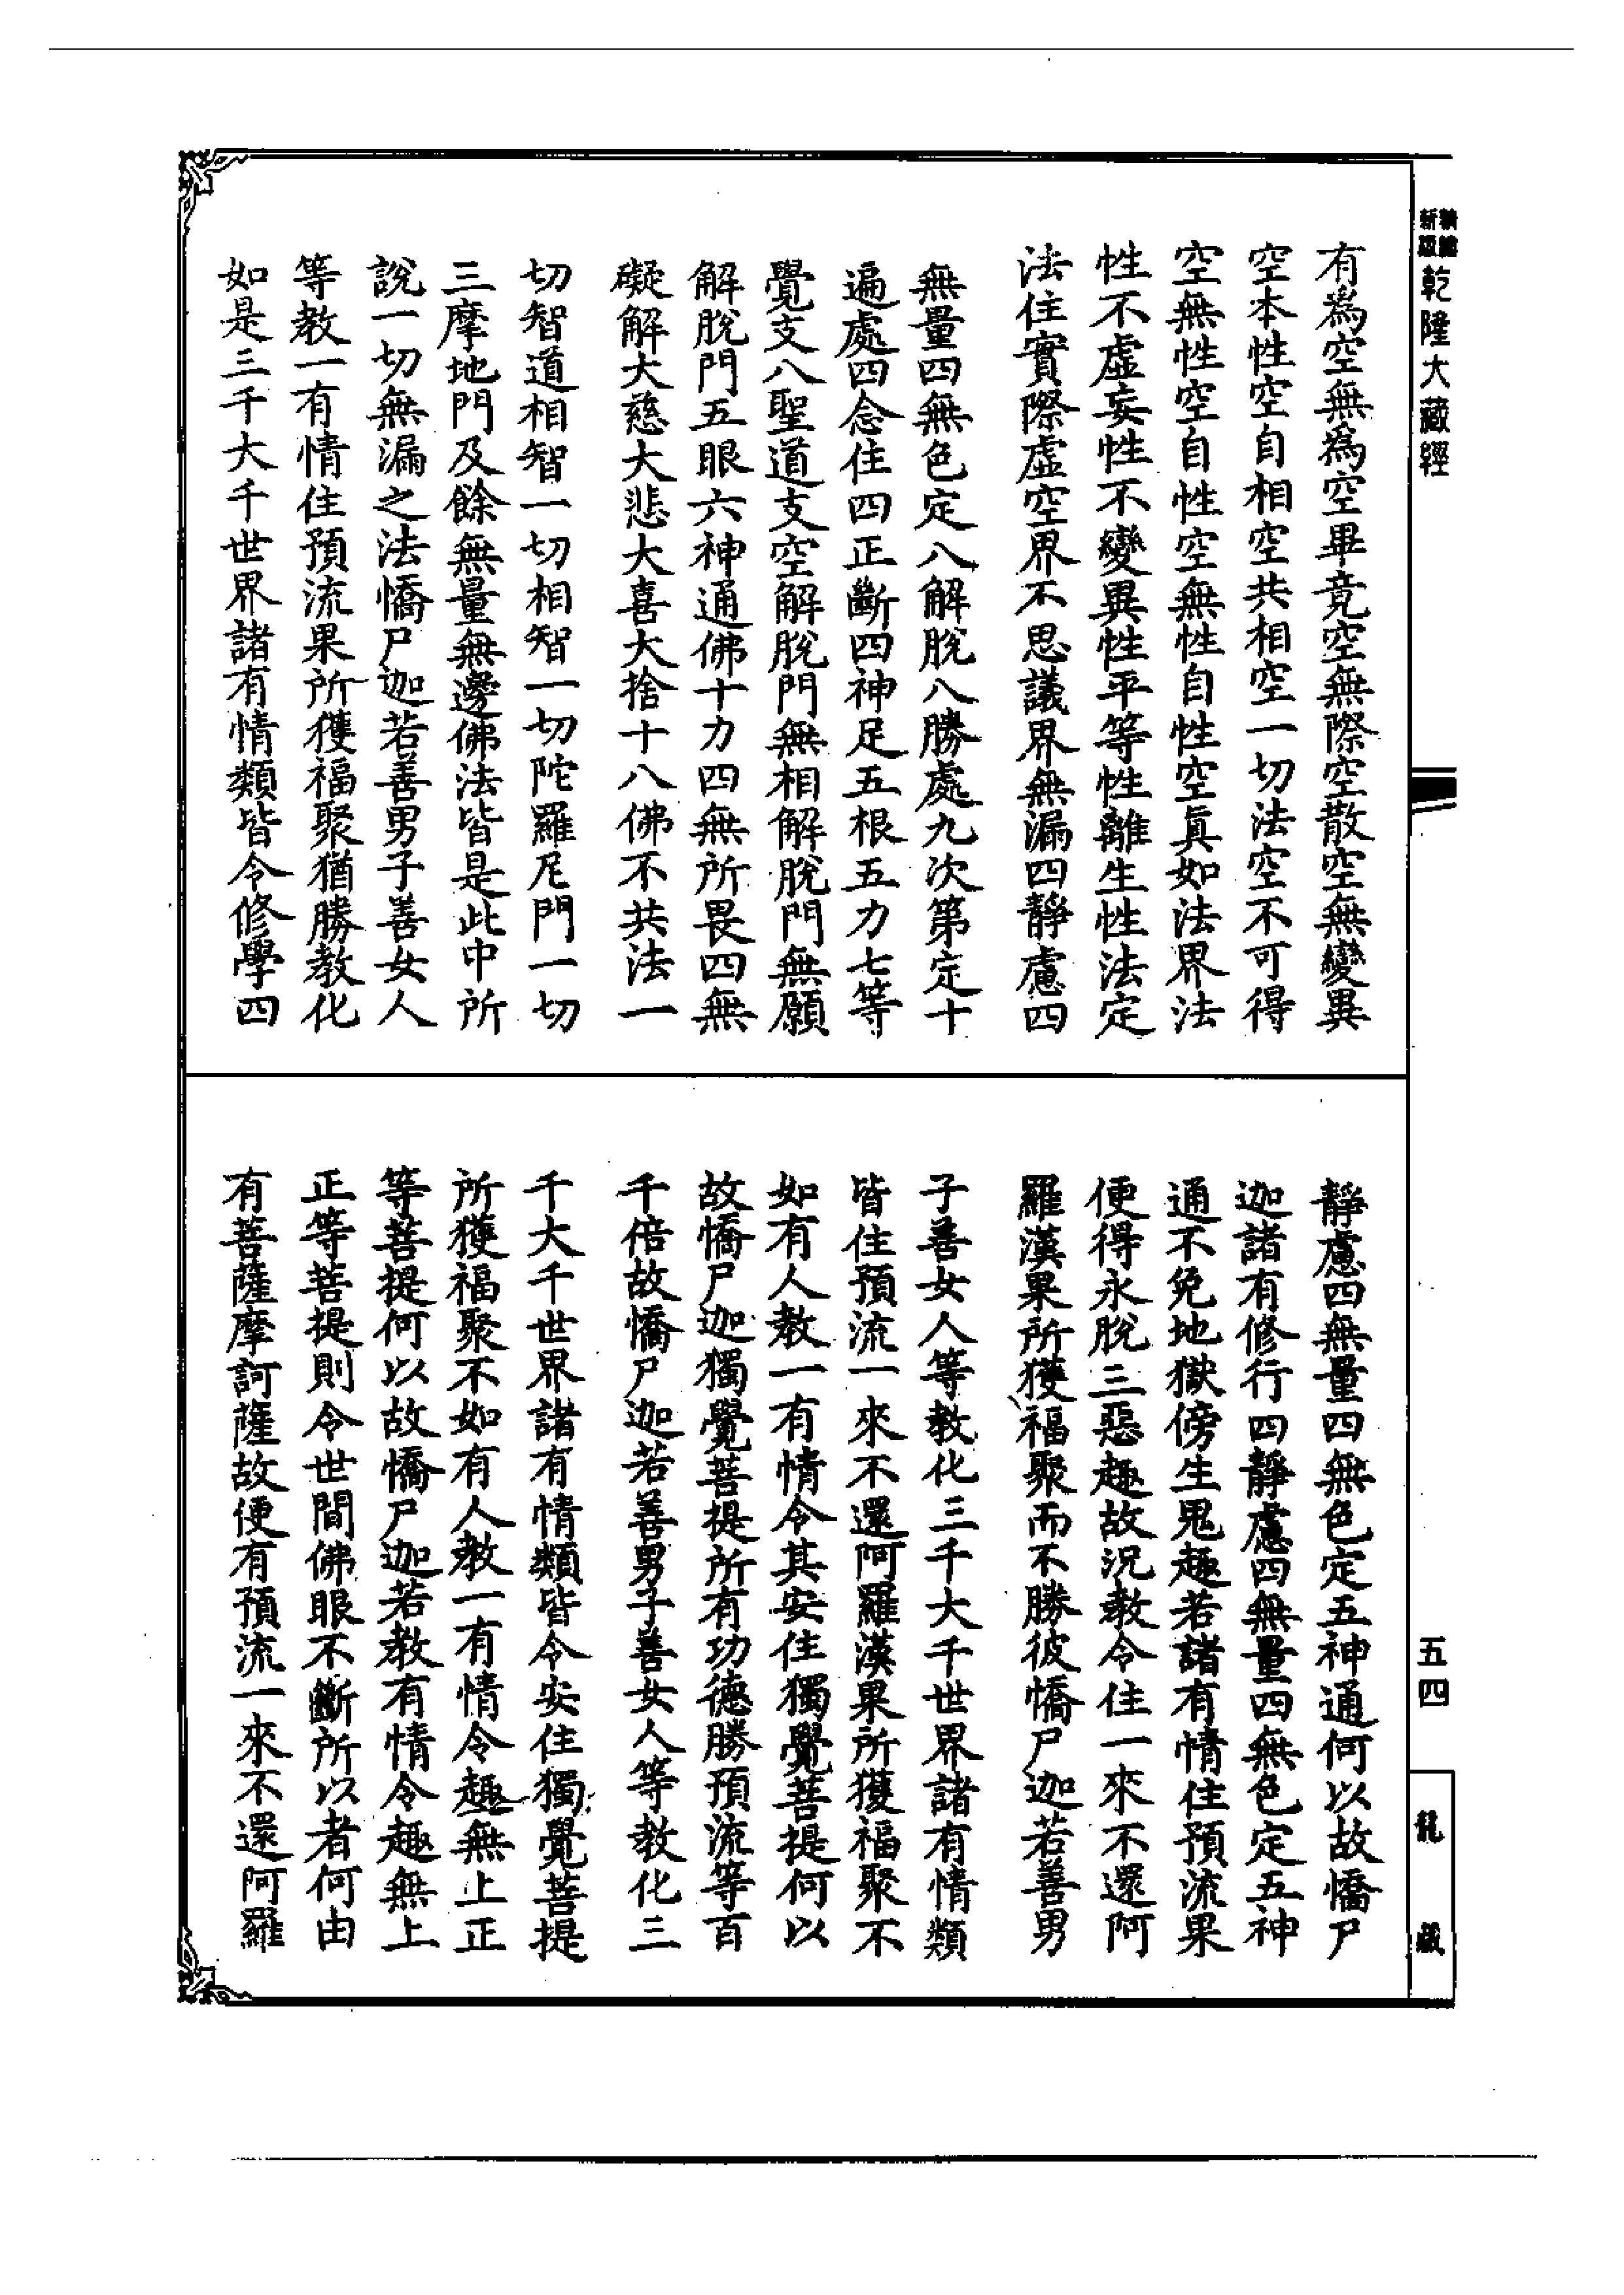 乾隆大藏經
有為空無為空畢竟空無際空散空無變異
空本性空自相空共相空一切法空不可得
空無性空自性空無性自性空真如法界法
性不虛妄性不變異性平等性離生性法定
法住實際虛空界不思議界無漏四靜慮四
無量四無色定八解脫八勝處九次第定十
遍處四念住四正斷四神足五根五力七等
覺支八聖道支空解脫門無相解脫門無願
解脫門五眼六神通佛十力四無所畏四無
礙解大慈大悲大喜大捨十八佛不共法一
切智道相智一切相智一切陀羅尼門一切
三摩地門及餘無量無邊佛法皆是此中所
說一切無漏之法憍尸迦若善男子善女人
等教一有情住預流果所獲福聚猶勝教化
如是三千大千世界諸有情類皆令修學四
靜慮四無量四無色定五神通何以故憍尸
迦諸有修行四靜慮四無量四無色定五神
通不免地獄傍生鬼趣若諸有情住預流果
便得永脫三惡趣故況教令住一來不還阿
羅漢果所獲福聚而不勝彼憍尸迦若善男
子善女人等教化三千大千世界諸有情類
皆住預流一來不還阿羅漢果所獲福聚不
如有人教一有情令其安住獨覺菩提何以
故憍尸迦獨覺菩提所有功德勝預流等百
千倍故憍尸迦若善男子善女人等教化三
千大千世界諸有情類皆令安住獨覺菩提
所獲福聚不如有人教一有情令趣無上正
等菩提何以故憍尸迦若教有情令趣無上
正等菩提則令世間佛眼不斷所以者何由
有菩薩摩訶薩故便有預流一來不還阿羅
五四
龍藏